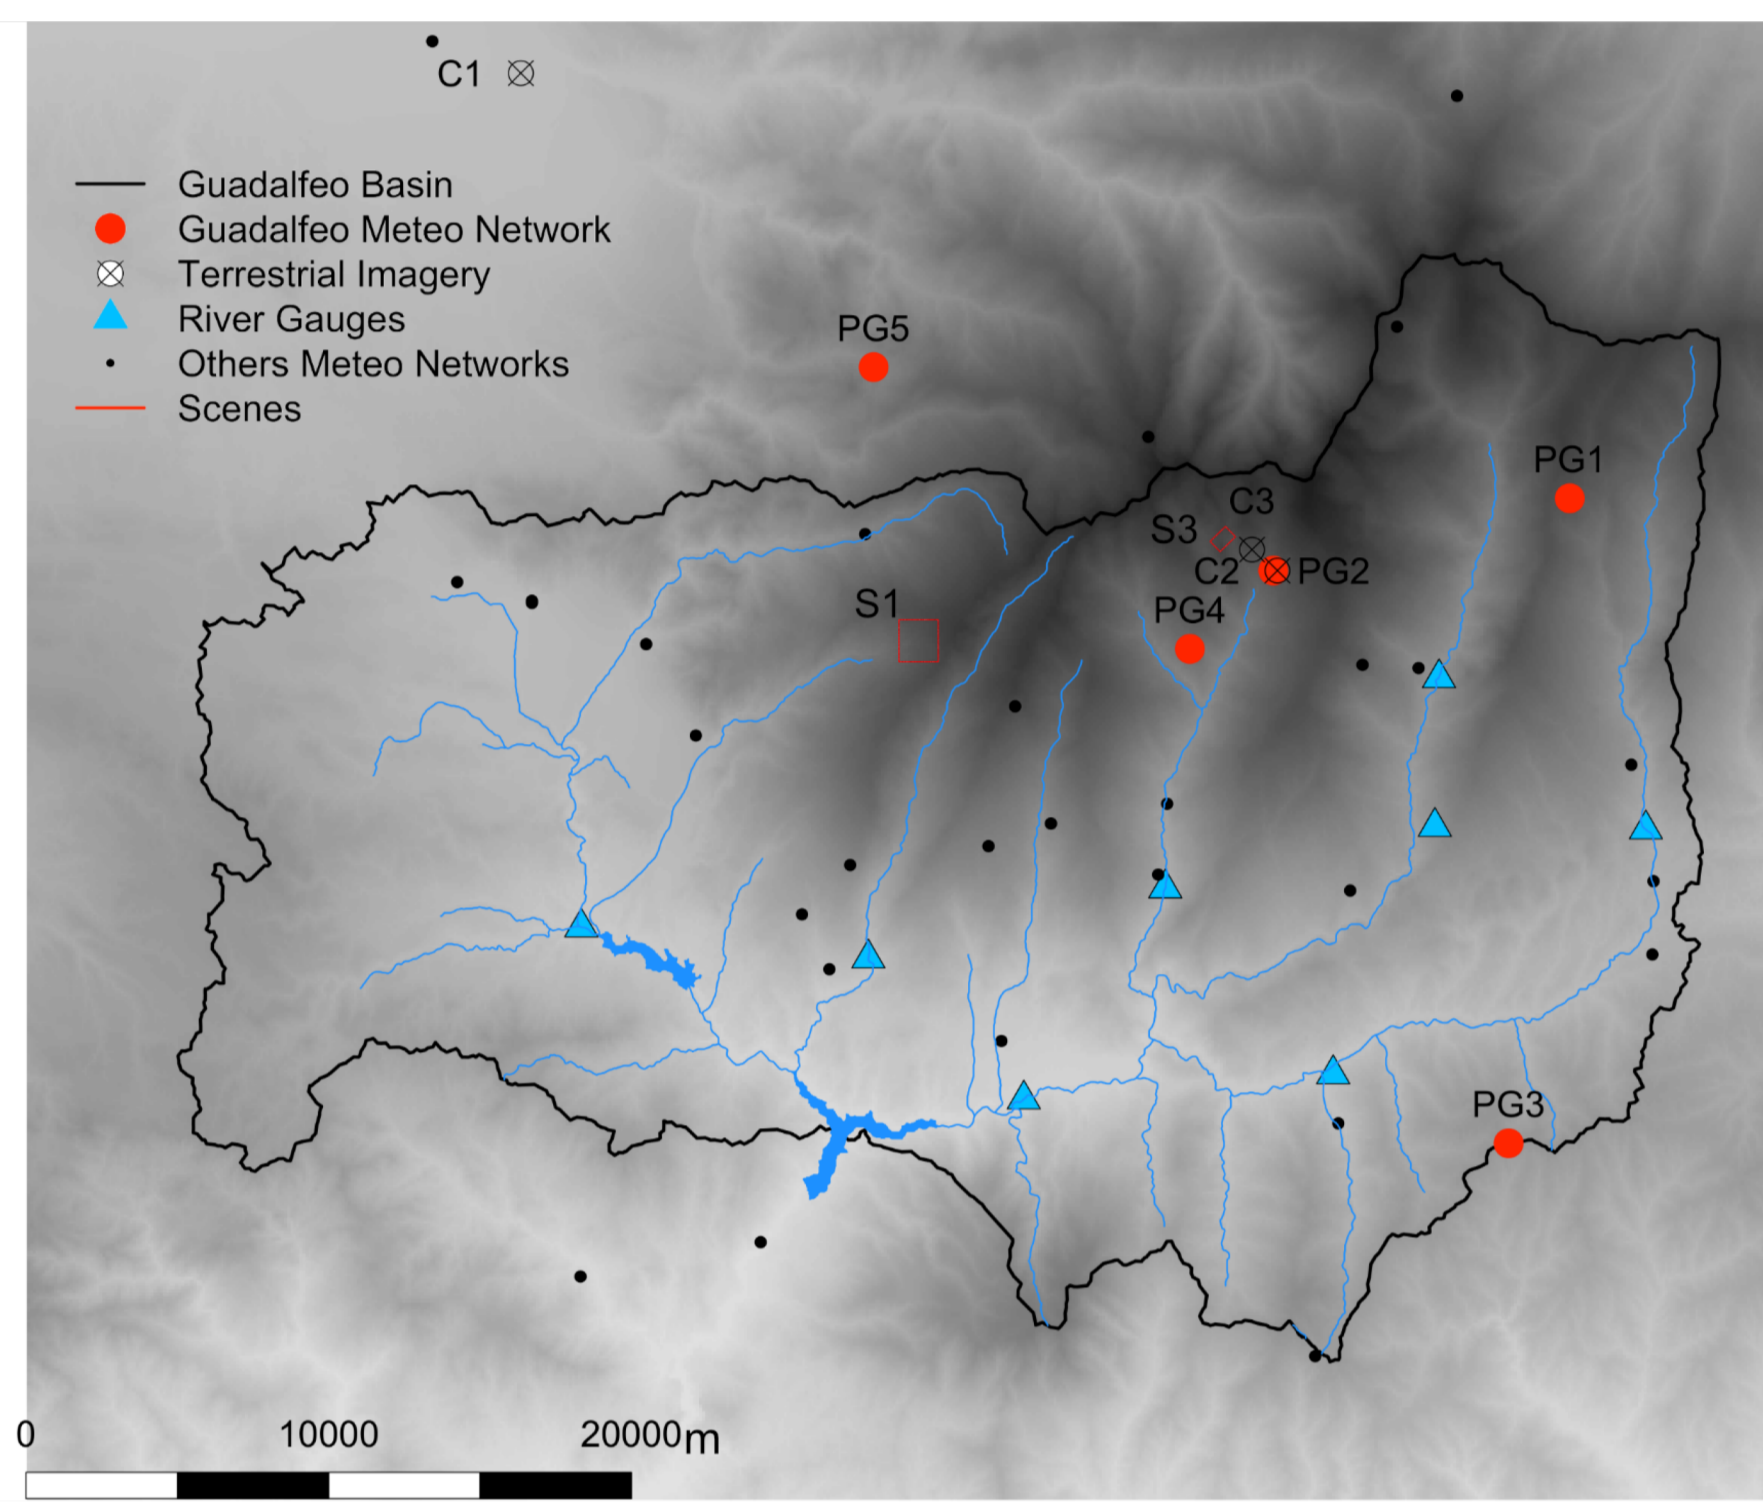 C1
Guadalfeo Basin
Guadalfeo Meteo Network
Terrestrial Imagery
River Gauges
Others Meteo Networks
Scenes
PG5
PG1
C3
S3
C2 PG2
S1
PG4
PG3
0 10000 20000m